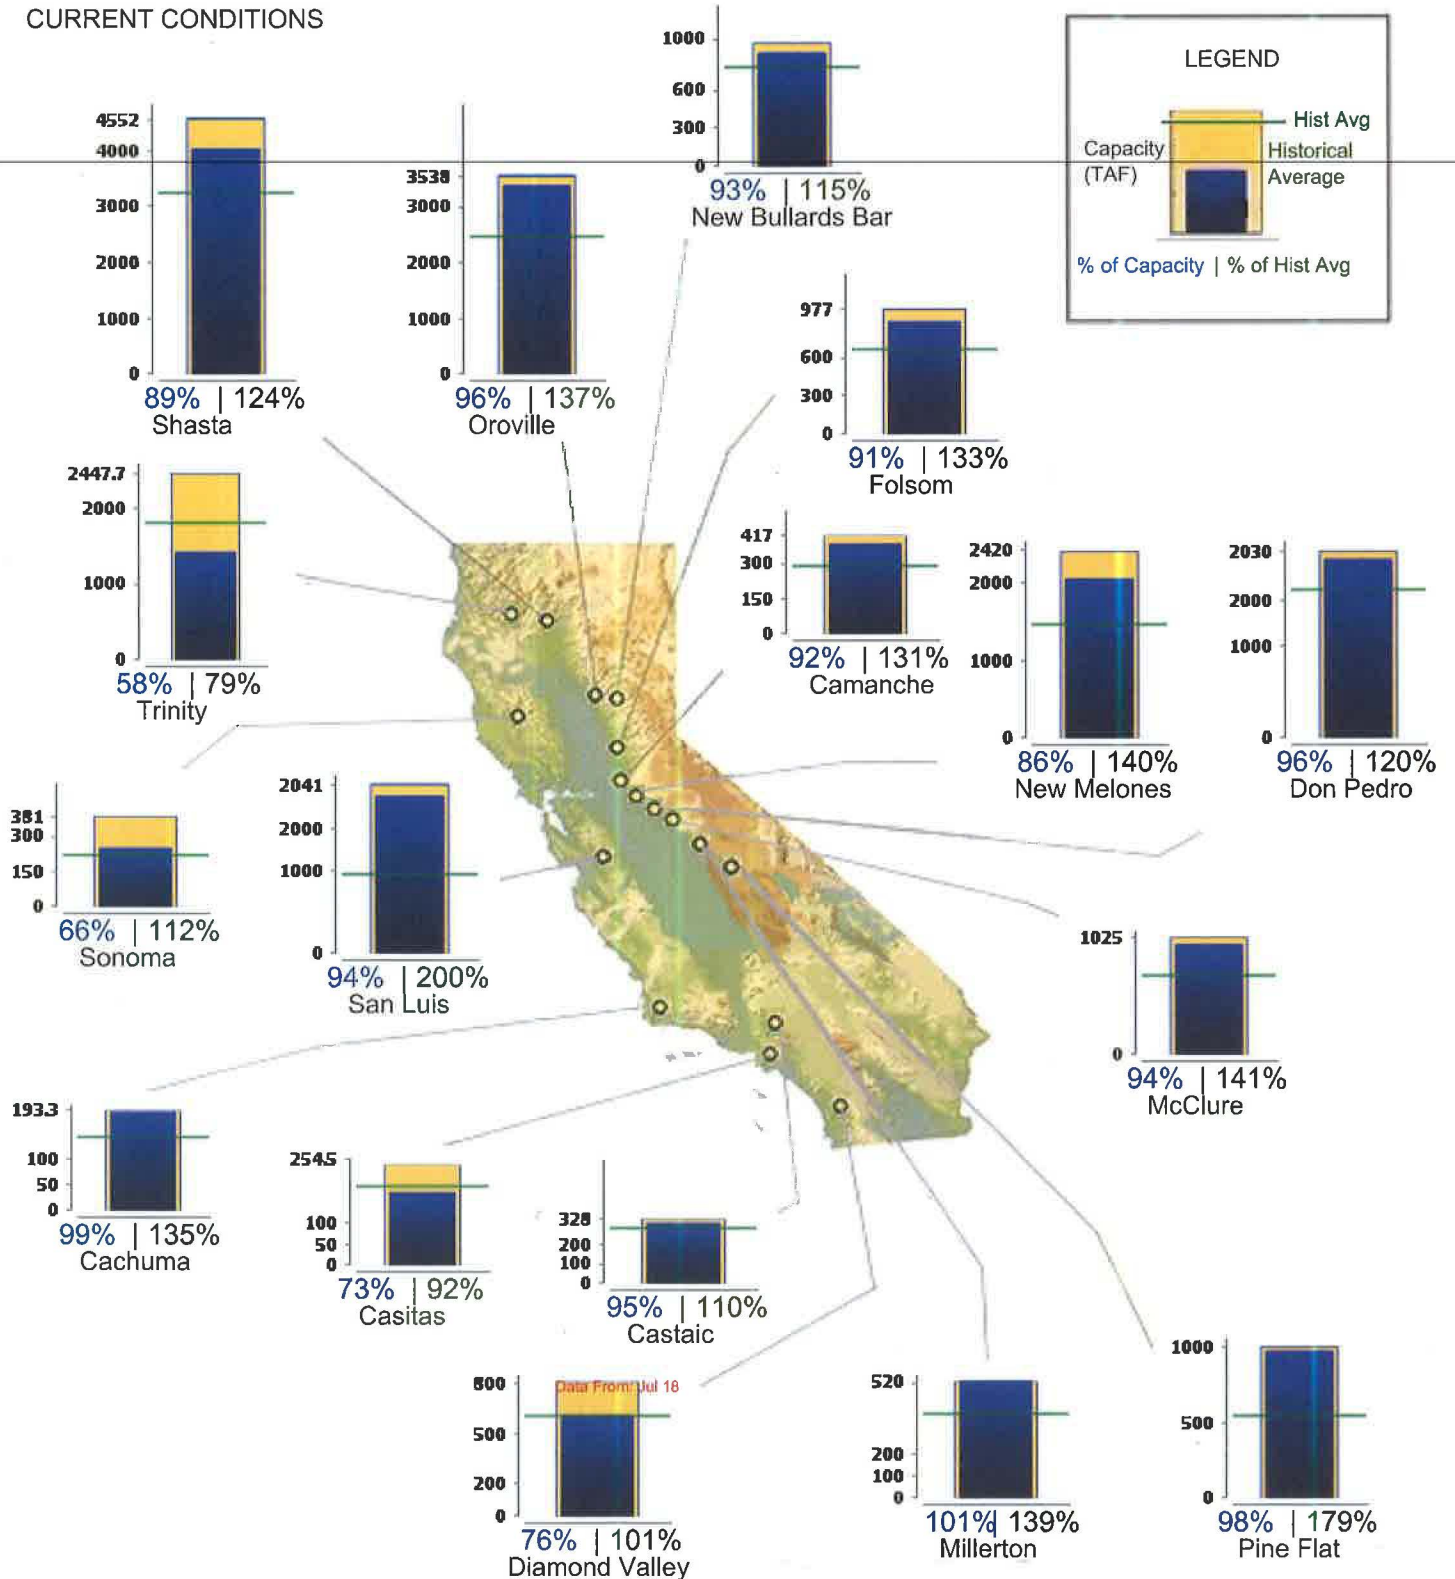 CURRENT CONDITIONS
1000
600
300
0
93% | 115%
New Bullards Bar
LEGEND
Hist Avg
Capacity
(TAF)
Historical
Average
% of Capacity | % of Hist Avg
4552
4000
3000
2000
1000
0
89% | 124%
Shasta
3538
3000
2000
1000
0
96% | 137%
Oroville
977
600
300
0
91% | 133%
Folsom
2447.7
2000
1000
0
58% | 79%
Trinity
417
300
150
0
92% | 131%
Camanche
2420
2000
1000
0
86% | 140%
New Melones
2030
2000
1000
0
96% | 120%
Don Pedro
381
300
150
0
66% | 112%
Sonoma
2041
2000
1000
0
94% | 200%
San Luis
1025
0
94% | 141%
McClure
193.3
100
50
0
99% | 135%
Cachuma
254.5
100
50
0
73% | 92%
Casitas
328
200
100
0
95% | 110%
Castaic
800
500
200
0
Data From: Jul 18
76% | 101%
Diamond Valley
520
200
100
0
101% | 139%
Millerton
1000
500
0
98% | 179%
Pine Flat